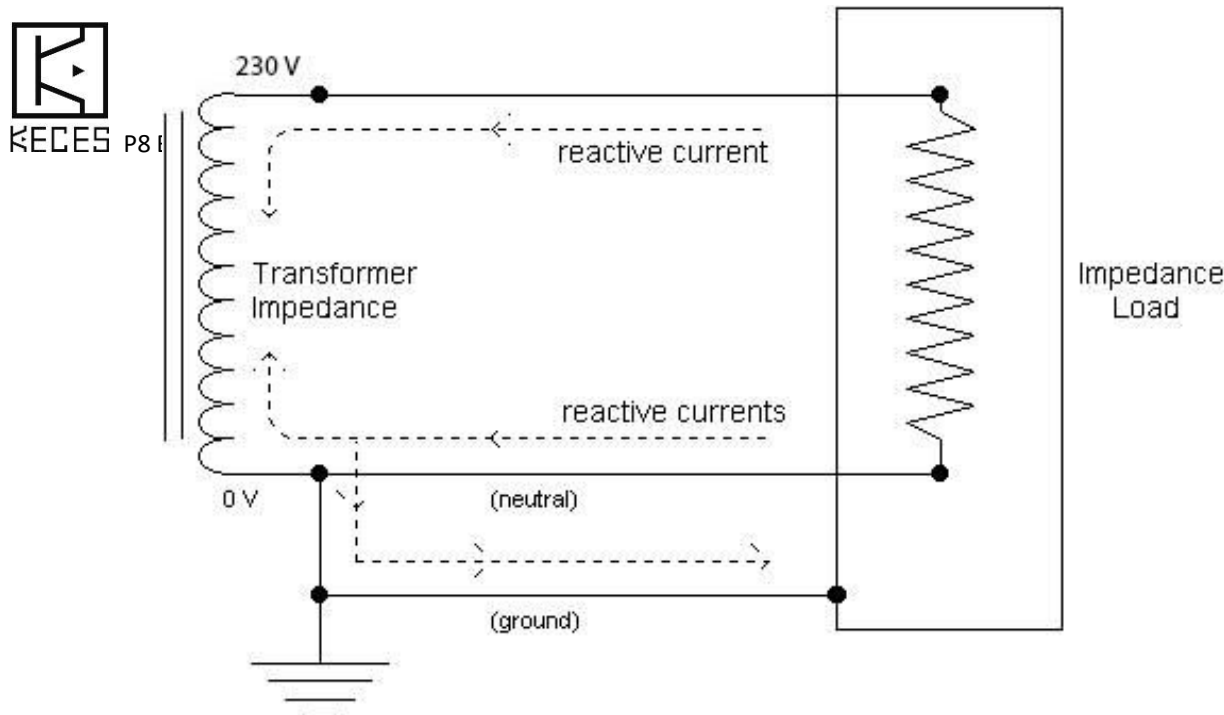 230 V
KECES P8
reactive current
Transformer
Impedance
Impedance
Load
reactive currents
0 V
(neutral)
(ground)